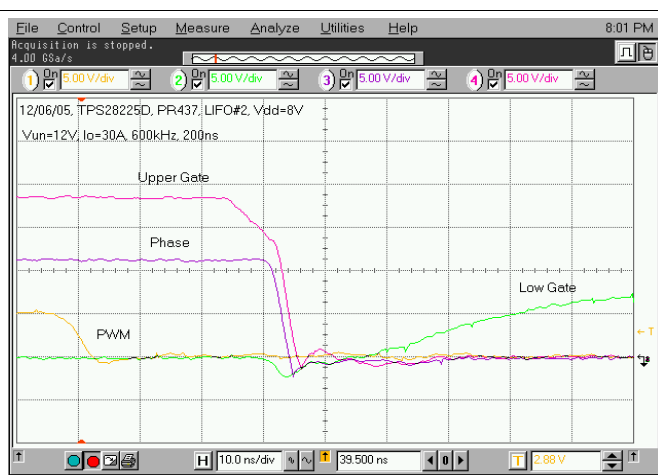 File Control Setup Measure Analyze Utilities Help 8:01 PM
Acquisition is stopped.
4.00 GSa/s
1 On 5.00 V/div 2 On 5.00 V/div 3 On 5.00 V/div 4 On 5.00 V/div
12/06/05, TPS28225D, PR437, LIFO#2, Vdd=8V
Vun=12V, Io=30A, 600kHz, 200ns
Upper Gate
Phase
Low Gate
PWM
T
H 10.0 ns/div T 39.500 ns 0 T 2.88 V